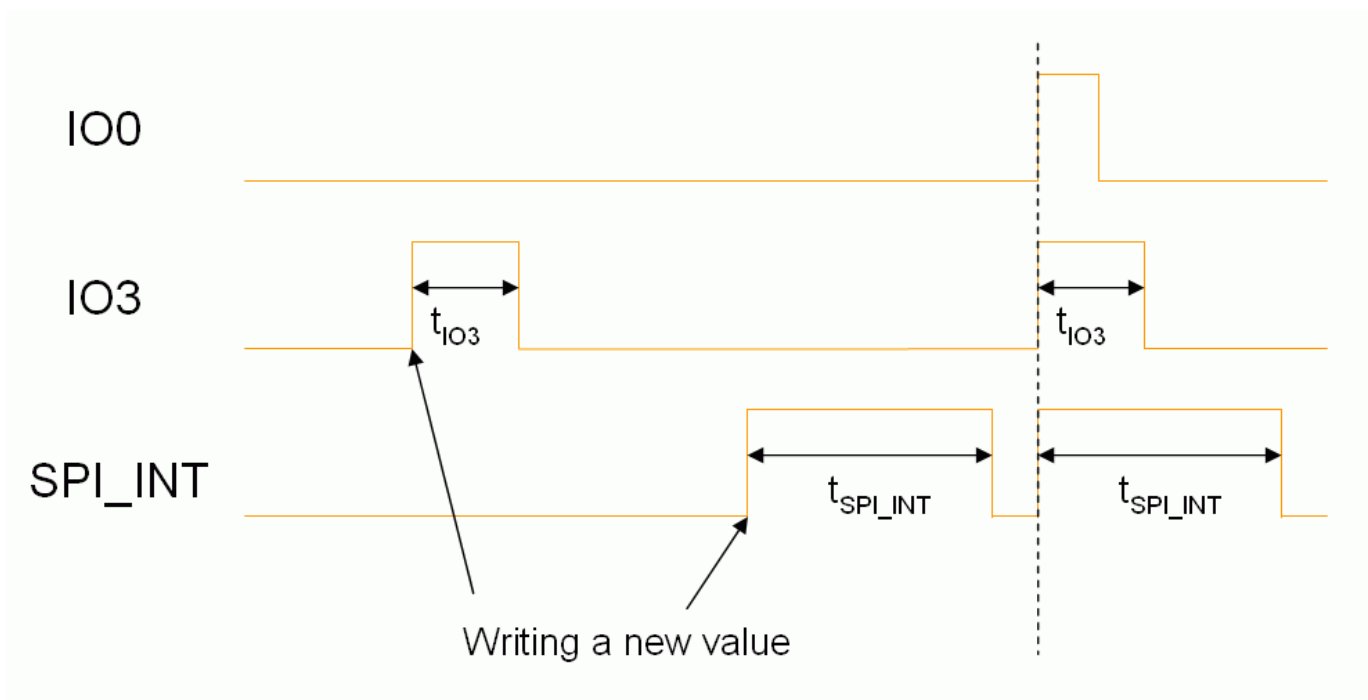 IO0
IO3
tIO3
tIO3
SPI_INT
tSPI_INT
tSPI_INT
Writing a new value